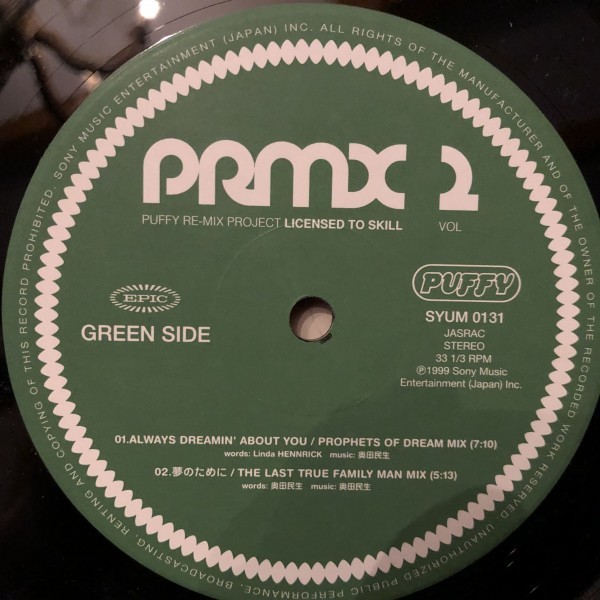 SONY MUSIC ENTERTAINMENT (JAPAN) INC. ALL RIGHTS OF THE MANUFACTURER AND OF THE OWNER OF THE RECORDED WORK RESERVED. UNAUTHORIZED PUBLIC PERFORMANCE. BROADCASTING. RENTING AND COPYING OF THIS RECORD PROHIBITED.
PRMX 2
PUFFY RE-MIX PROJECT LICENSED TO SKILL VOL
EPIC
GREEN SIDE
PUFFY
SYUM 0131
JASRAC
STEREO
33 1/3 RPM
℗1999 Sony Music
Entertainment (Japan) Inc.
01.ALWAYS DREAMIN' ABOUT YOU / PROPHETS OF DREAM MIX (7:10)
words: Linda HENNRICK music: 奥田民生
02.夢のために / THE LAST TRUE FAMILY MAN MIX (5:13)
words: 奥田民生 music: 奥田民生